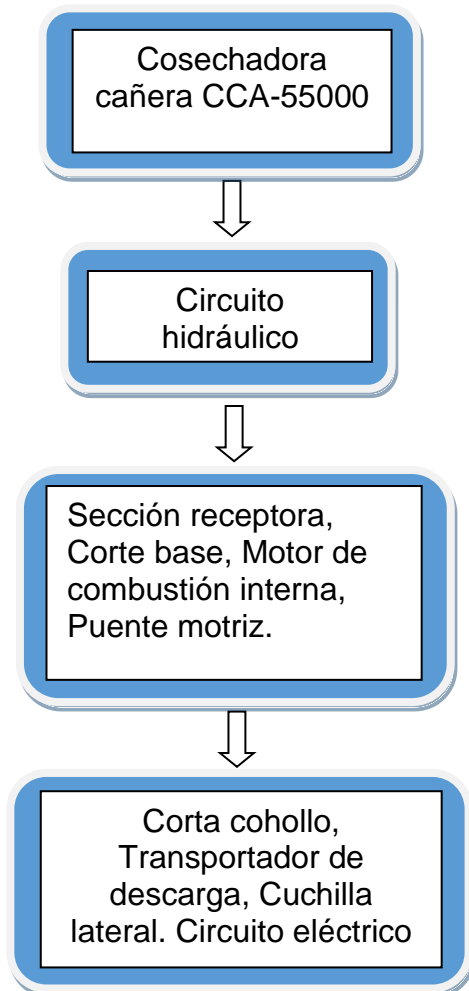 Cosechadora
cañera CCA-55000
Circuito
hidráulico
Sección receptora,
Corte base, Motor de
combustión interna,
Puente motriz.
Corta cohollo,
Transportador de
descarga, Cuchilla
lateral. Circuito eléctrico